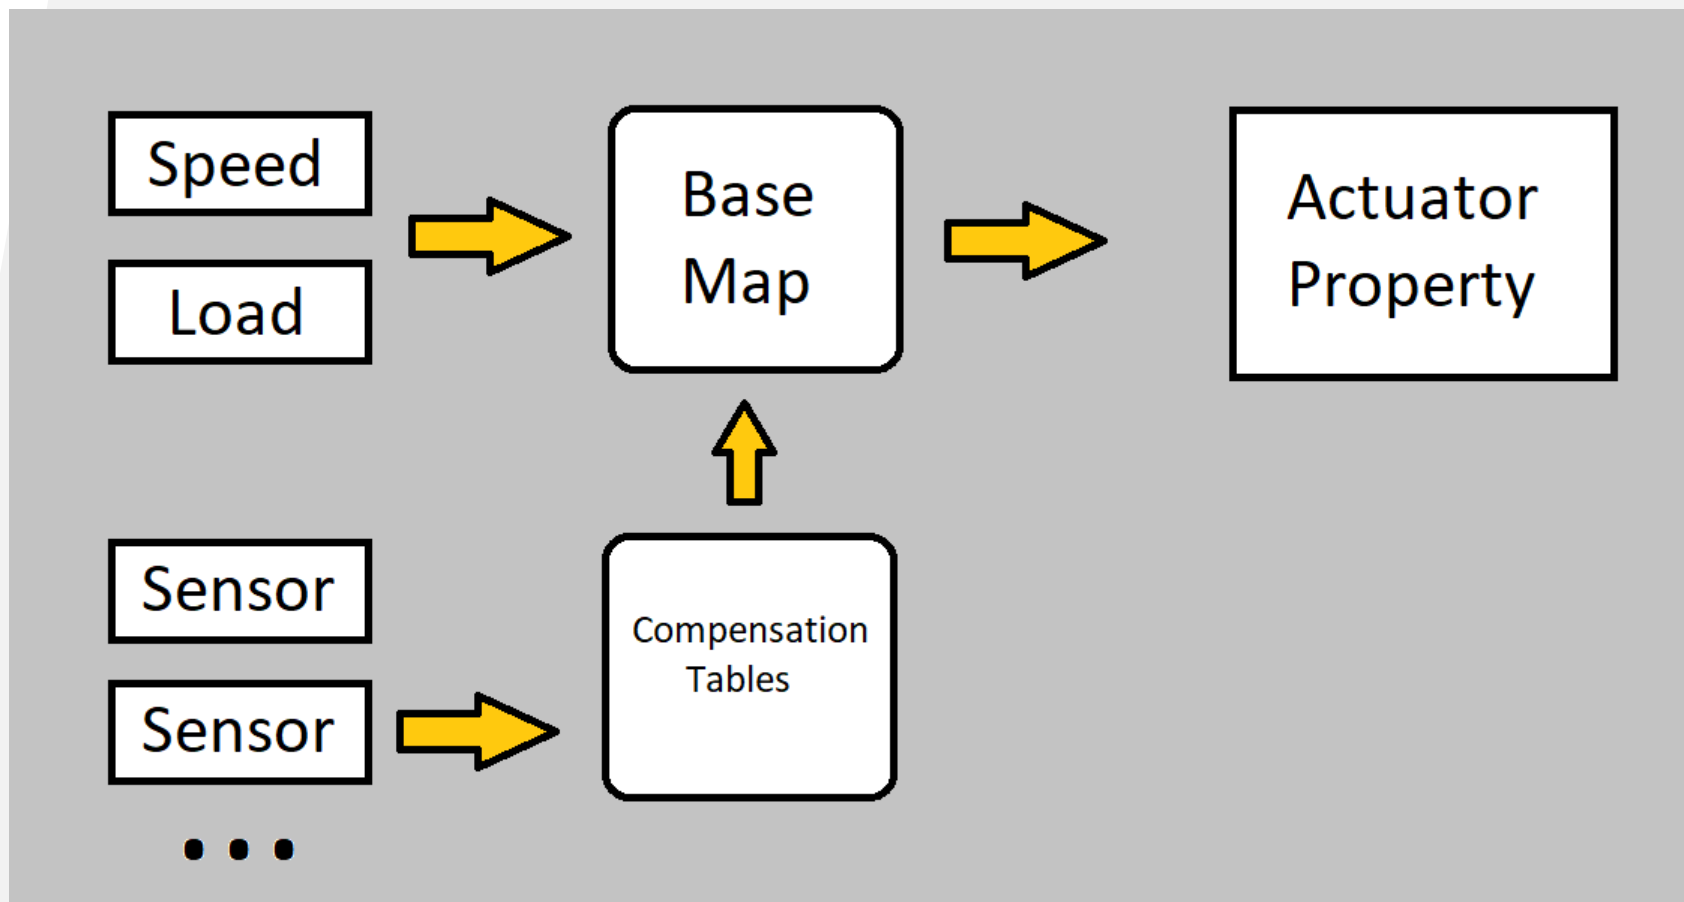 Speed
Load
Base
Map
Actuator
Property
Sensor
Sensor
...
Compensation
Tables